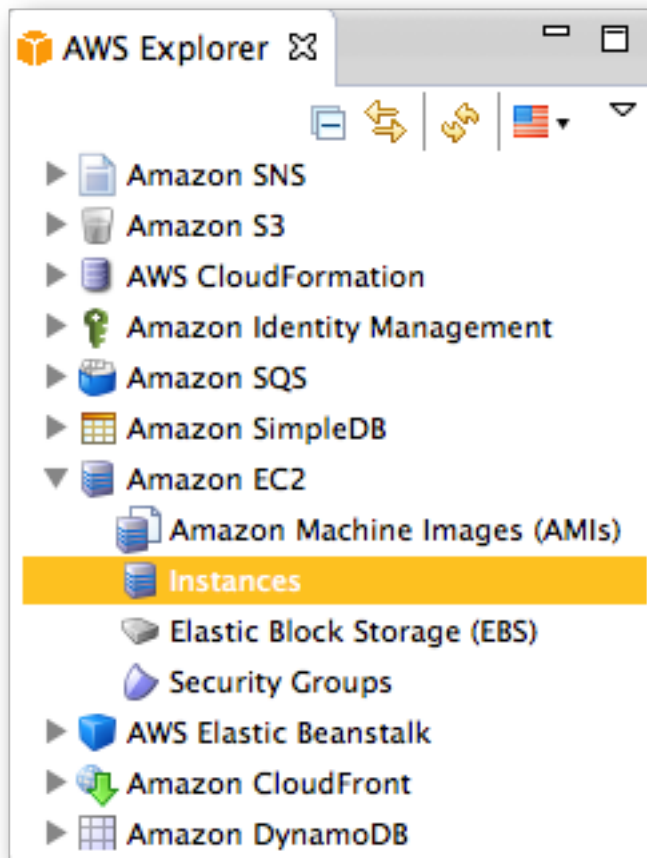 AWS Explorer
Amazon SNS
Amazon S3
AWS CloudFormation
Amazon Identity Management
Amazon SQS
Amazon SimpleDB
Amazon EC2
Amazon Machine Images (AMIs)
Instances
Elastic Block Storage (EBS)
Security Groups
AWS Elastic Beanstalk
Amazon CloudFront
Amazon DynamoDB